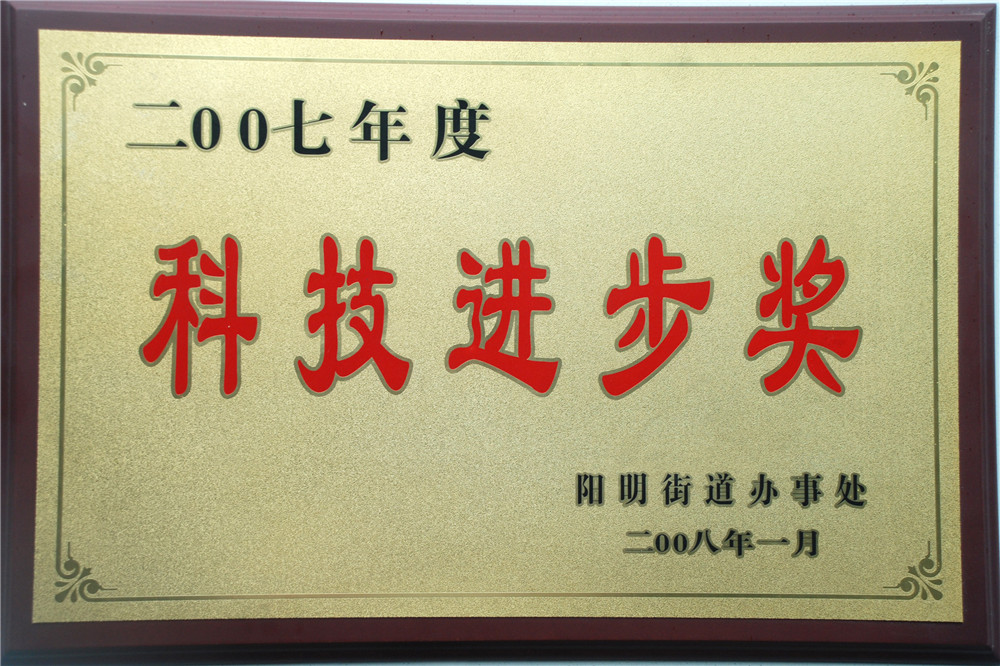 二00七年度
科技进步奖
阳明街道办事处
二00八年一月